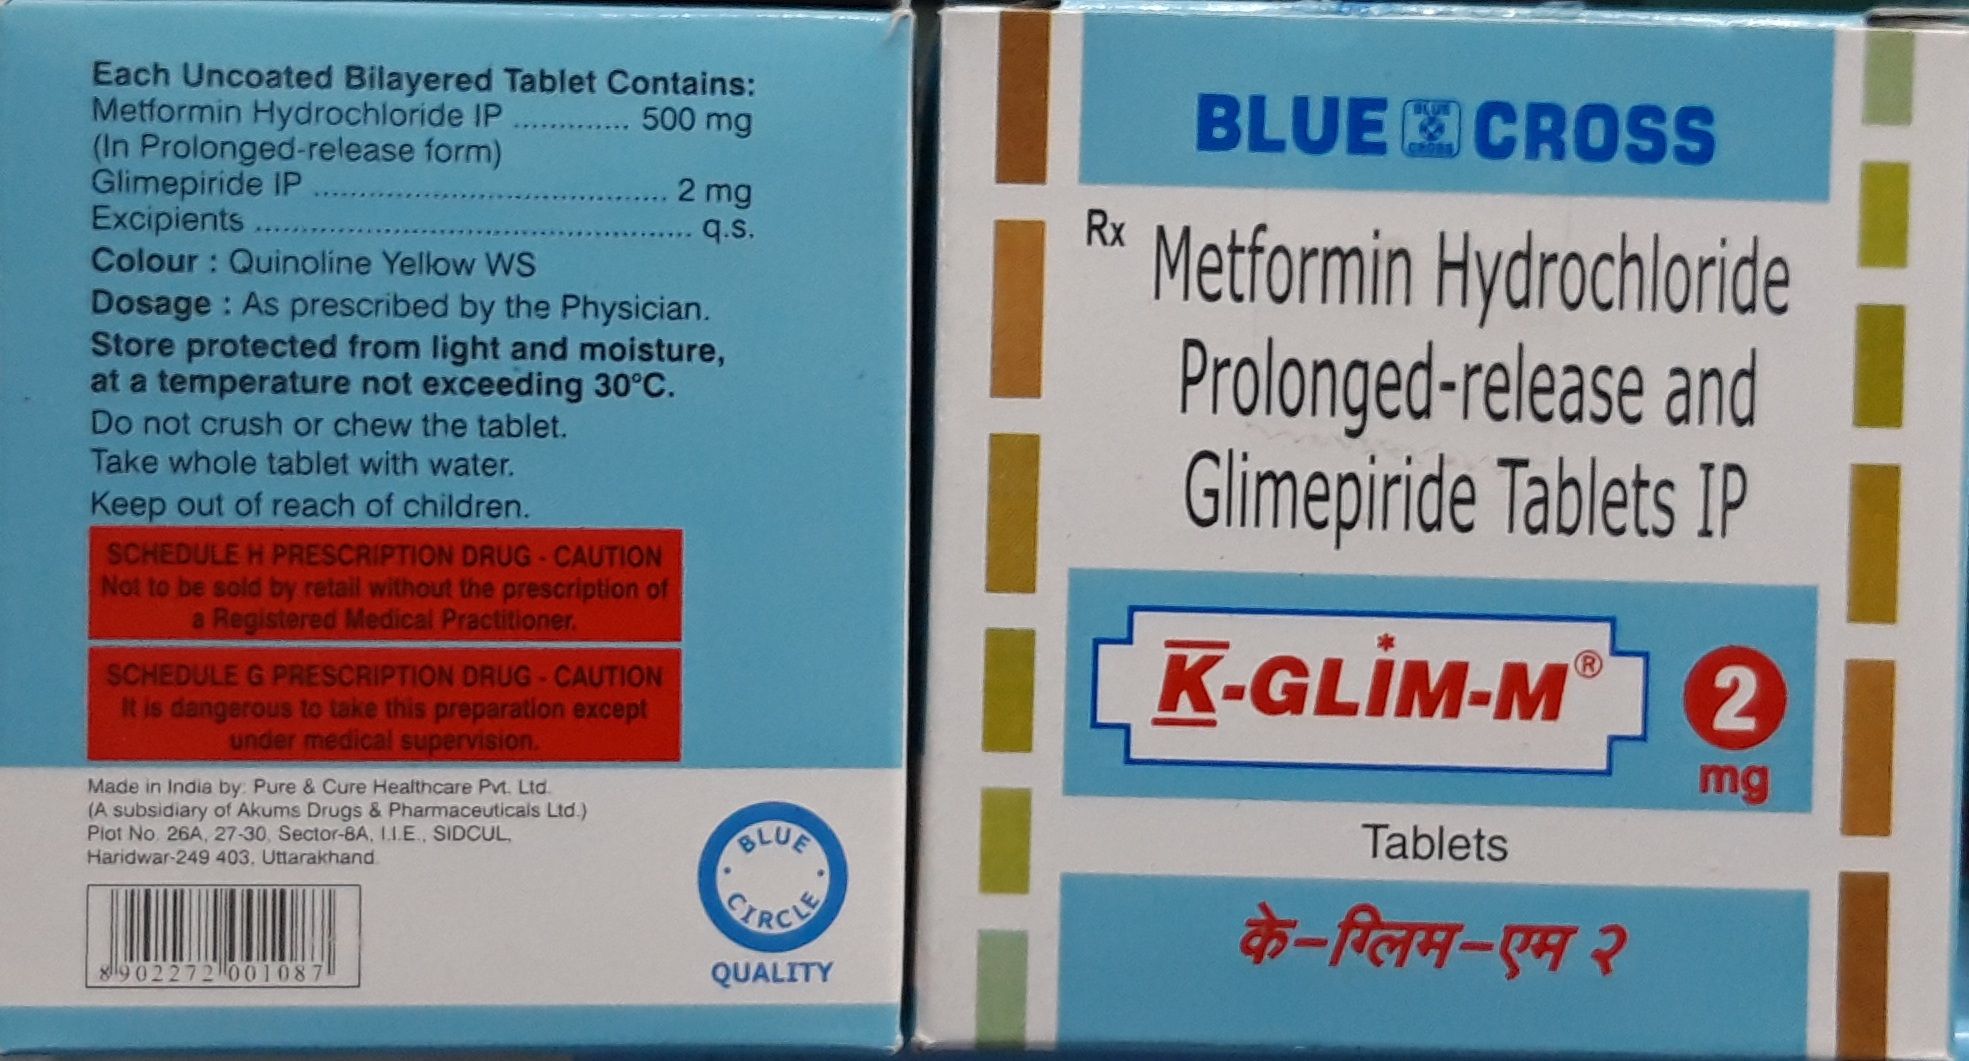 Each Uncoated Bilayered Tablet Contains:
Metformin Hydrochloride IP ............. 500 mg
(In Prolonged-release form)
Glimepiride IP ....................................... 2 mg
Excipients ................................................ q.s.
Colour : Quinoline Yellow WS
Dosage : As prescribed by the Physician.
Store protected from light and moisture,
at a temperature not exceeding 30°C.
Do not crush or chew the tablet.
Take whole tablet with water.
Keep out of reach of children.
SCHEDULE H PRESCRIPTION DRUG - CAUTION
Not to be sold by retail without the prescription of
a Registered Medical Practitioner.
SCHEDULE G PRESCRIPTION DRUG - CAUTION
It is dangerous to take this preparation except
under medical supervision.
Made in India by: Pure & Cure Healthcare Pvt. Ltd.
(A subsidiary of Akums Drugs & Pharmaceuticals Ltd.)
Plot No. 26A, 27-30, Sector-8A, I.I.E., SIDCUL,
Haridwar-249 403, Uttarakhand.
8 902272 001087
BLUE
CIRCLE
QUALITY
BLUE BLUE CROSS CROSS
Rx Metformin Hydrochloride
Prolonged-release and
Glimepiride Tablets IP
K-GLIM-M® 2
mg
Tablets
के-ग्लिम-एम २